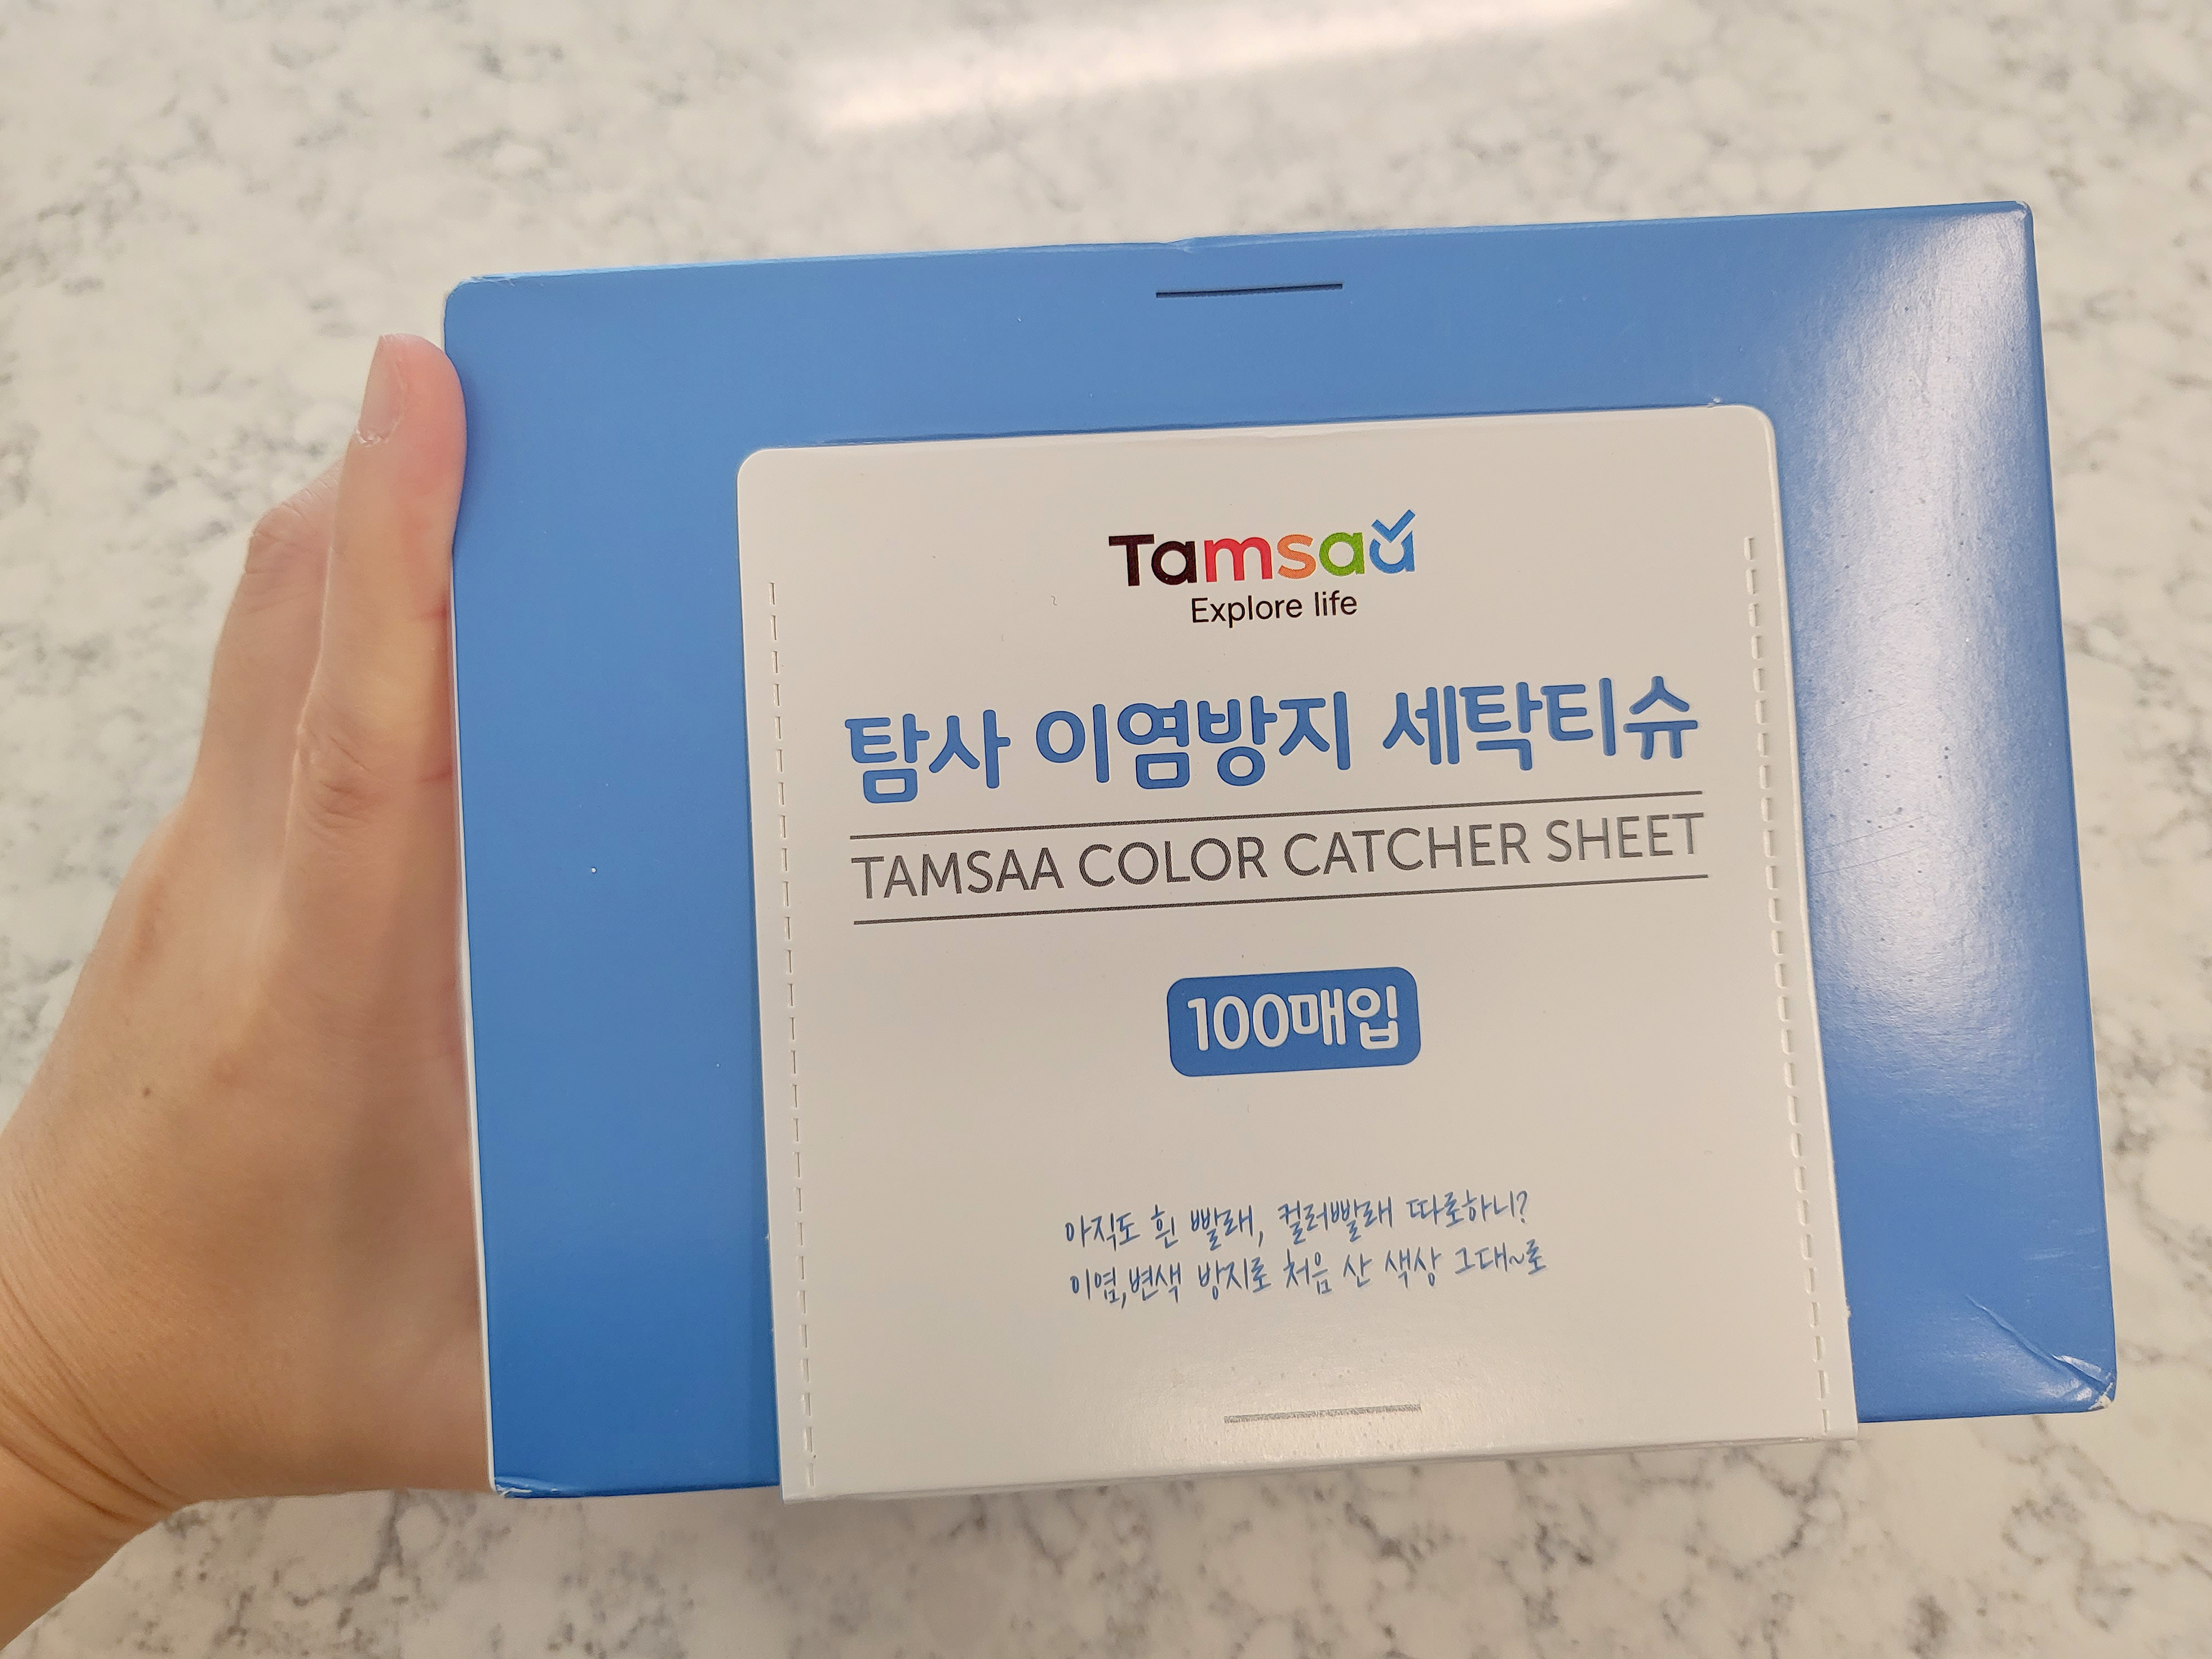 Tamsaa
Explore life
탐사 이염방지 세탁티슈
TAMSAA COLOR CATCHER SHEET
100매입
아직도 흰 빨래, 컬러빨래 따로하니?
이염,변색 방지로 처음 산 색상 그대~로